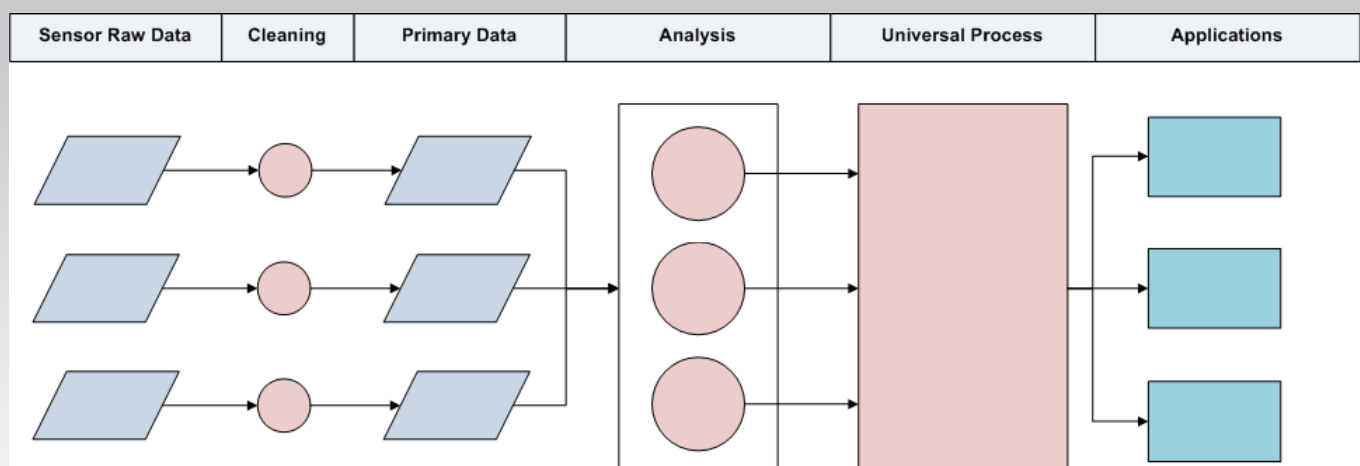 Sensor Raw Data
Cleaning
Primary Data
Analysis
Universal Process
Applications